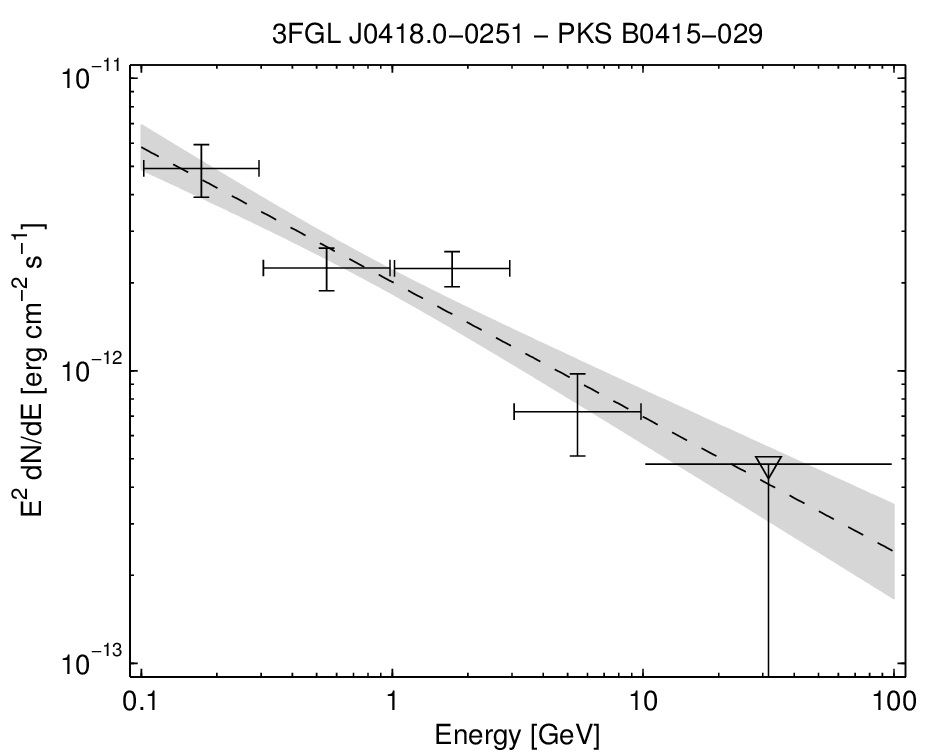 3FGL J0418.0−0251 − PKS B0415−029
10⁻¹¹
10⁻¹²
10⁻¹³
E² dN/dE [erg cm⁻² s⁻¹]
0.1 1 10 100
Energy [GeV]